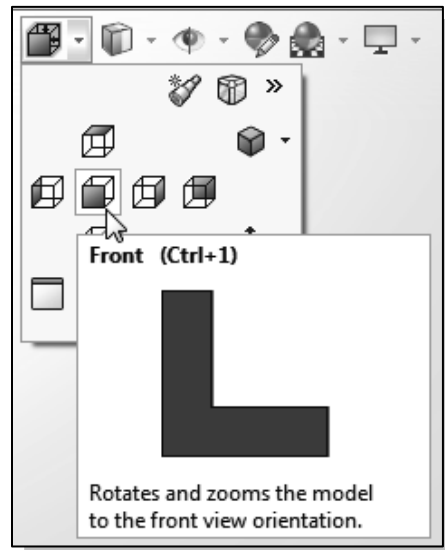 Front (Ctrl+1)
Rotates and zooms the model
to the front view orientation.